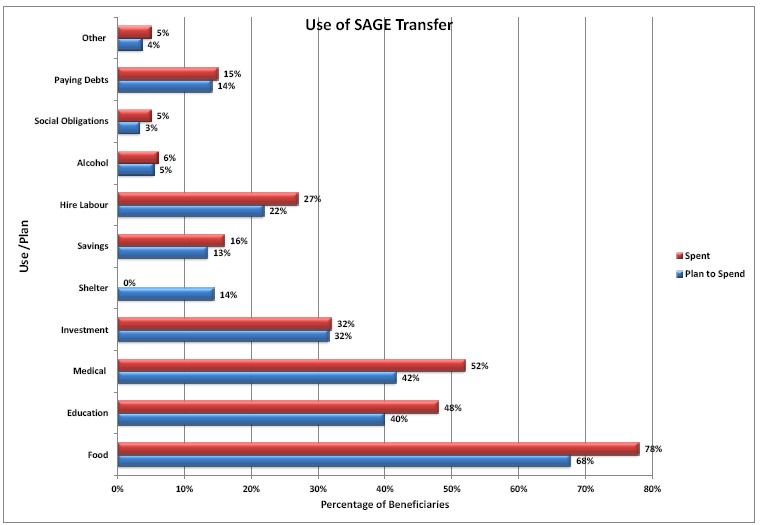 Use of SAGE Transfer
Other
5%
4%
Paying Debts
15%
14%
Social Obligations
5%
3%
Alcohol
6%
5%
Hire Labour
27%
22%
Savings
16%
13%
Shelter
0%
14%
Investment
32%
32%
Medical
52%
42%
Education
48%
40%
Food
78%
68%
Use /Plan
0% 10% 20% 30% 40% 50% 60% 70% 80%
Percentage of Beneficiaries
Spent
Plan to Spend